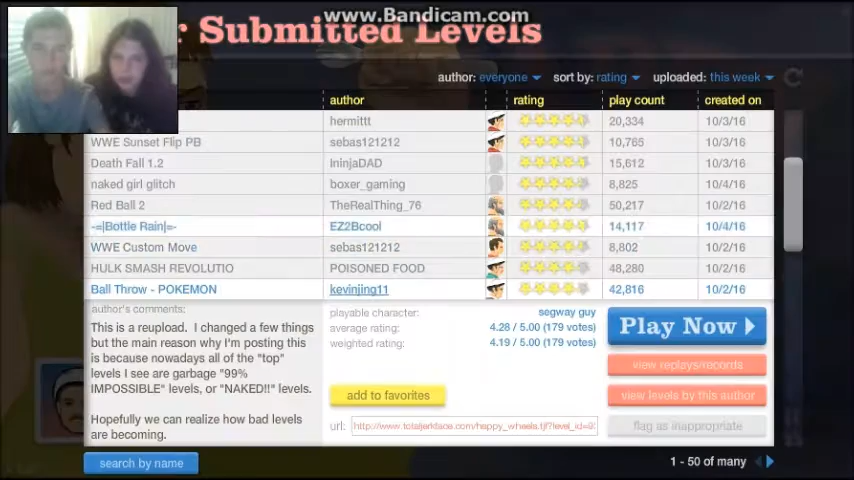 www.Bandicam.com
r Submitted Levels
author: everyone sort by: rating uploaded: this week
author rating play count created on
hermittt 20,334 10/3/16
WWE Sunset Flip PB sebas121212 10,765 10/3/16
Death Fall 1.2 IninjaDAD 15,612 10/3/16
naked girl glitch boxer_gaming 8,825 10/4/16
Red Ball 2 TheRealThing_76 50,217 10/2/16
-=|Bottle Rain|=- EZ2Bcool 14,117 10/4/16
WWE Custom Move sebas121212 8,802 10/2/16
HULK SMASH REVOLUTIO POISONED FOOD 48,280 10/2/16
Ball Throw - POKEMON kevinjing11 42,816 10/2/16
author's comments:
This is a reupload. I changed a few things
but the main reason why I'm posting this
is because nowadays all of the "top"
levels I see are garbage "99%
IMPOSSIBLE" levels, or "NAKED!!" levels.
Hopefully we can realize how bad levels
are becoming.
playable character: segway guy
average rating: 4.28 / 5.00 (179 votes)
weighted rating: 4.19 / 5.00 (179 votes)
add to favorites
url: http://www.totaljerkface.com/happy_wheels.tjf?level_id=
Play Now
view replays/records
view levels by this author
flag as inappropriate
search by name
1 - 50 of many